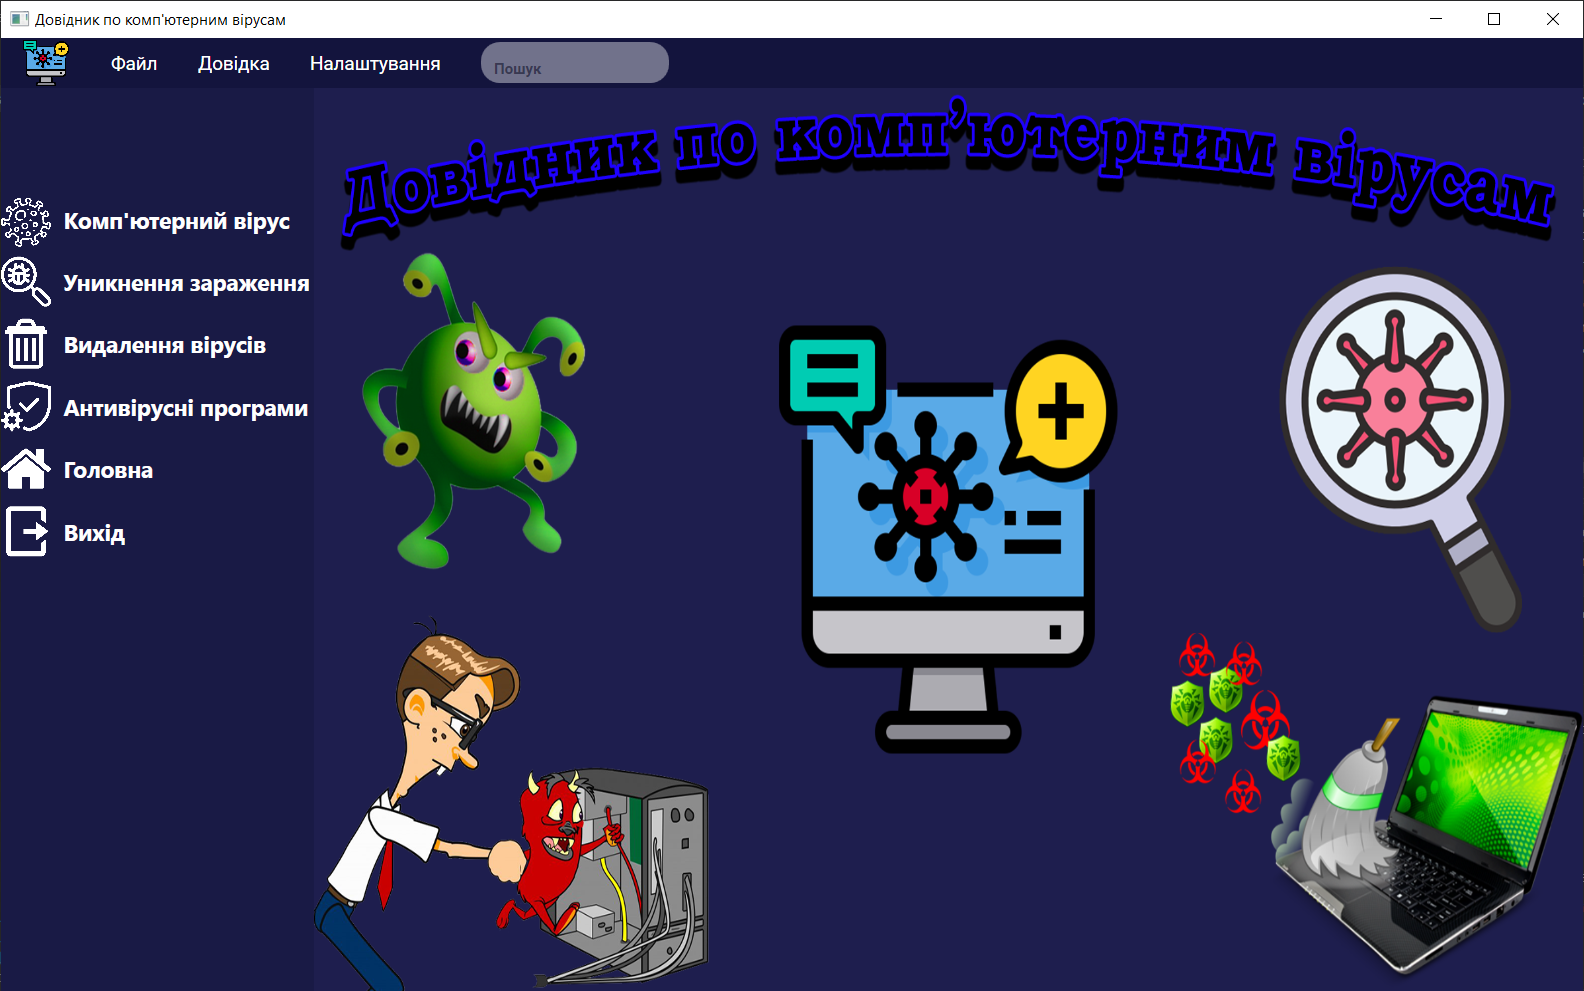 Довідник по комп'ютерним вірусам
Файл Довідка Налаштування Пошук
Довідник по комп’ютерним вірусам
Комп'ютерний вірус
Уникнення зараження
Видалення вірусів
Антивірусні програми
Головна
Вихід